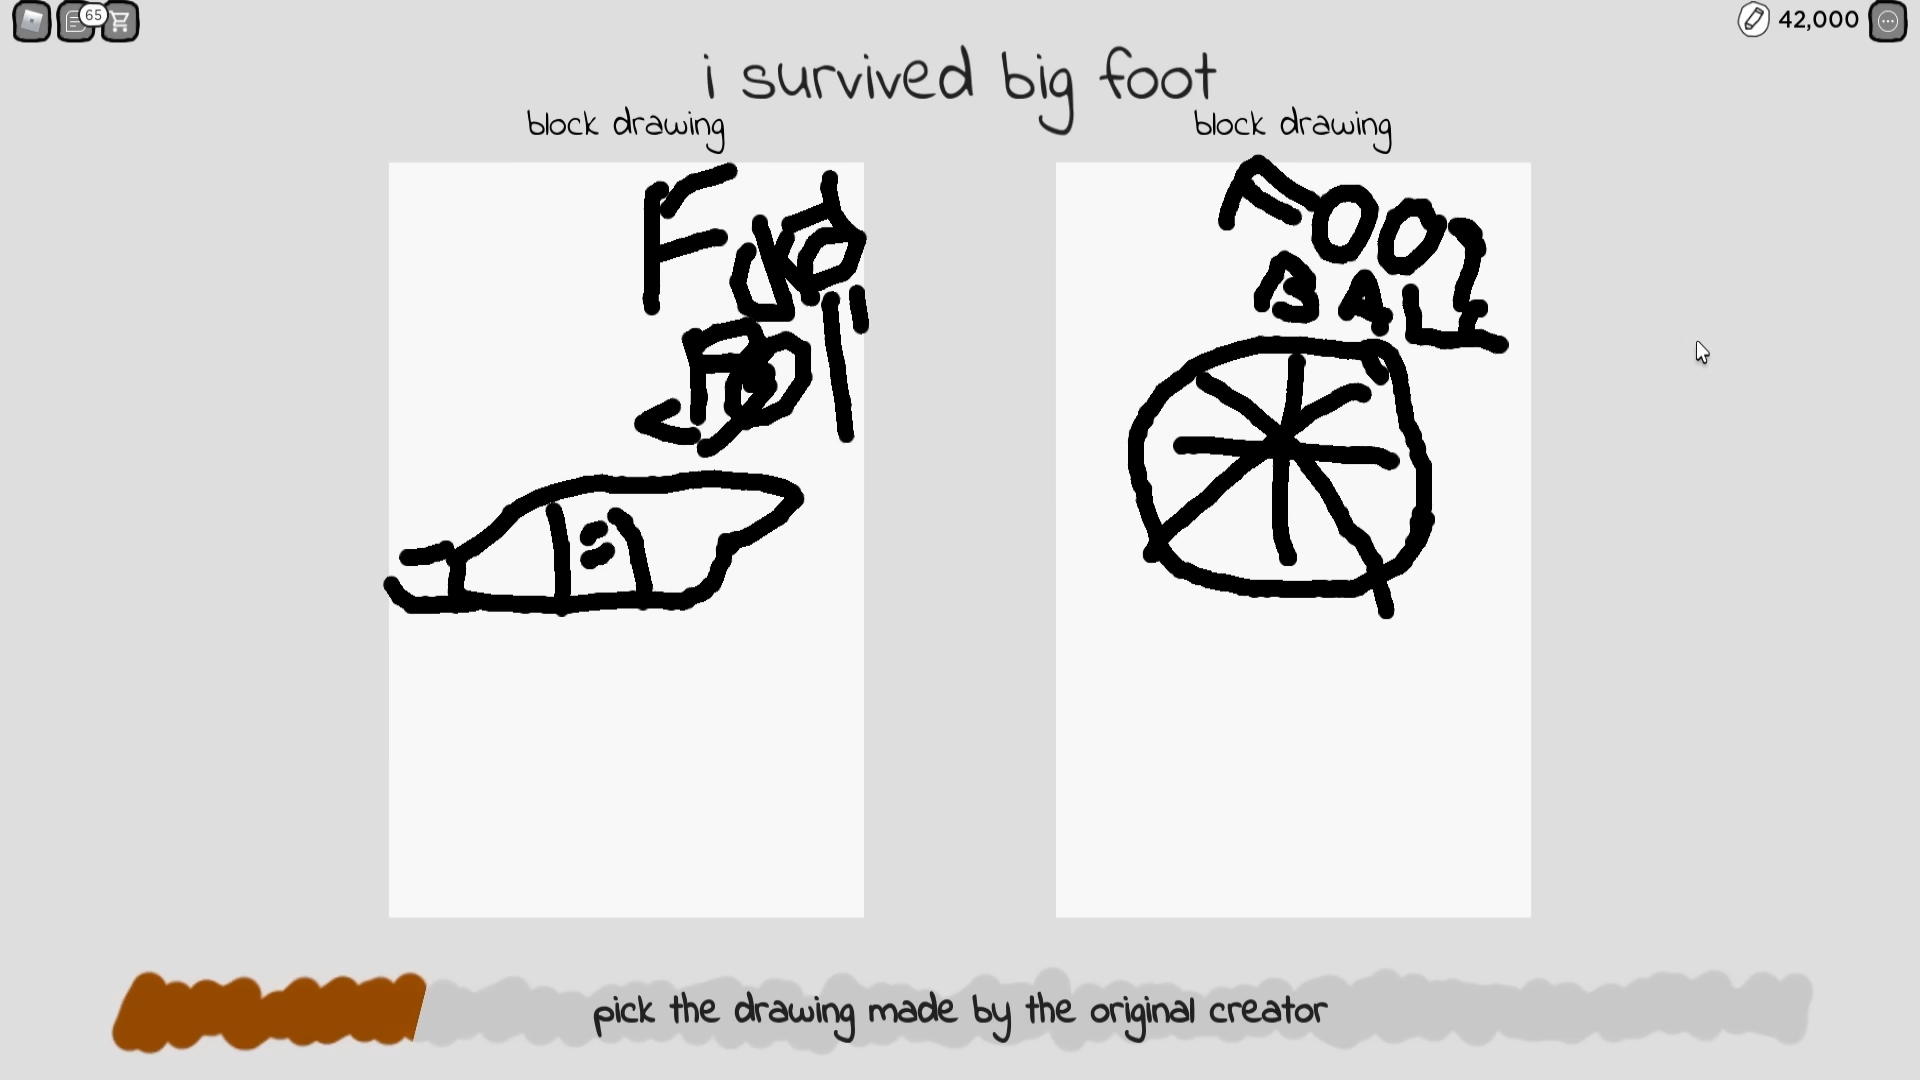 65
42,000
i survived big foot
block drawing
block drawing
BALL
pick the drawing made by the original creator